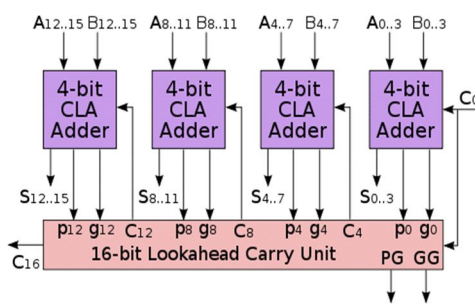 A12..15 B12..15 A8..11 B8..11 A4..7 B4..7 A0..3 B0..3
4-bit CLA Adder 4-bit CLA Adder 4-bit CLA Adder 4-bit CLA Adder
C0
S12..15 S8..11 S4..7 S0..3
p12 g12 C12 p8 g8 C8 p4 g4 C4 p0 g0
16-bit Lookahead Carry Unit PG GG
C16